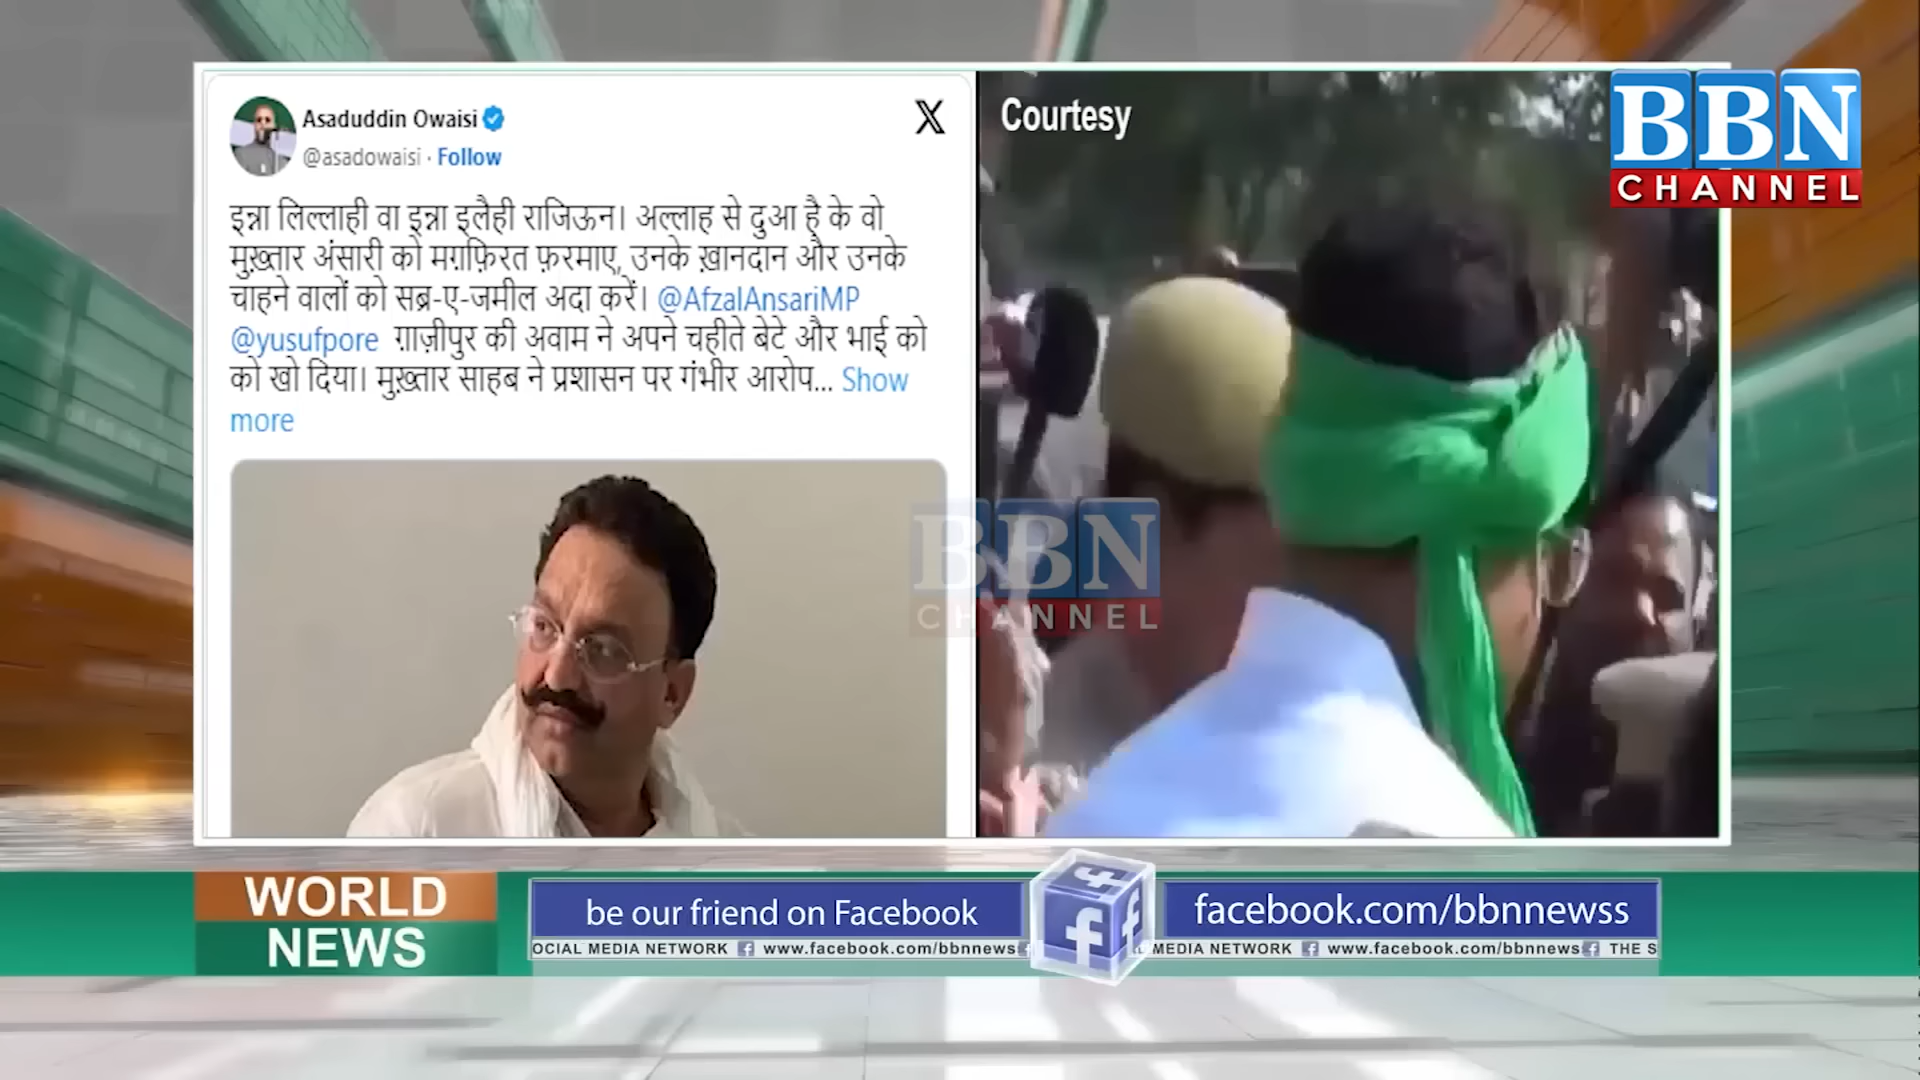 Asaduddin Owaisi
@asadowaisi · Follow
X
इन्ना लिल्लाही वा इन्ना इलैही राजिऊन। अल्लाह से दुआ है के वो
मुख़्तार अंसारी को मग़फ़िरत फ़रमाए, उनके ख़ानदान और उनके
चाहने वालों को सब्र-ए-जमील अदा करें। @AfzalAnsariMP
@yusufpore ग़ाज़ीपुर की अवाम ने अपने चहीते बेटे और भाई को
को खो दिया। मुख़्तार साहब ने प्रशासन पर गंभीर आरोप... Show
more
Courtesy
BBN
CHANNEL
BBN
CHANNEL
WORLD
NEWS
be our friend on Facebook
facebook.com/bbnnewss
OCIAL MEDIA NETWORK www.facebook.com/bbnnews
MEDIA NETWORK www.facebook.com/bbnnews THE S